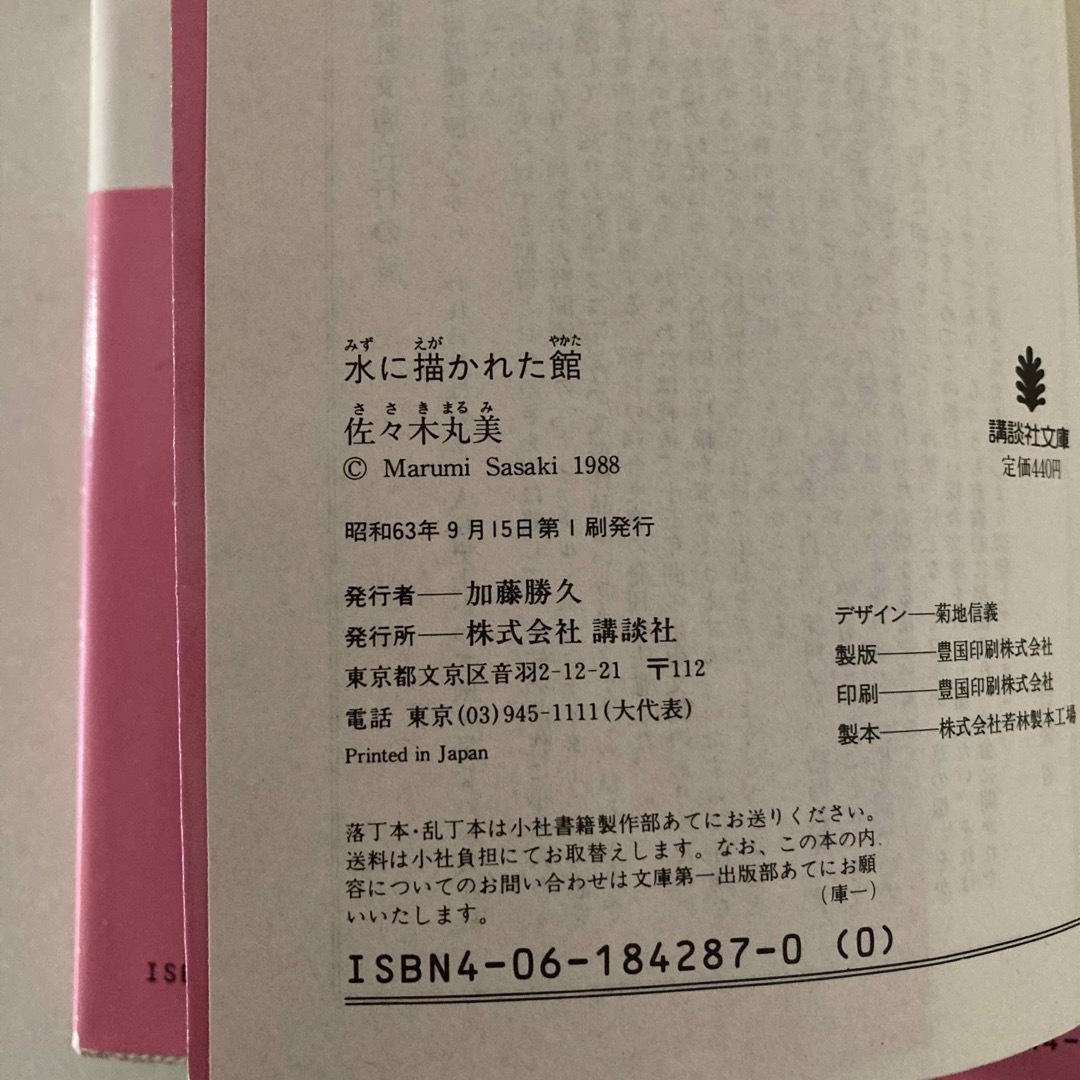 みず えが やかた
水に描かれた館
ささきまるみ
佐々木丸美
© Marumi Sasaki 1988
昭和63年9月15日第1刷発行
発行者——加藤勝久
発行所——株式会社 講談社
東京都文京区音羽2-12-21 〒112
電話 東京(03)945-1111(大代表)
Printed in Japan
講談社文庫
定価440円
デザイン—菊地信義
製版——豊国印刷株式会社
印刷——豊国印刷株式会社
製本——株式会社若林製本工場
落丁本・乱丁本は小社書籍製作部あてにお送りください。
送料は小社負担にてお取替えします。なお、この本の内
容についてのお問い合わせは文庫第一出版部あてにお願
いいたします。
(庫一)
ISBN4-06-184287-0 (0)